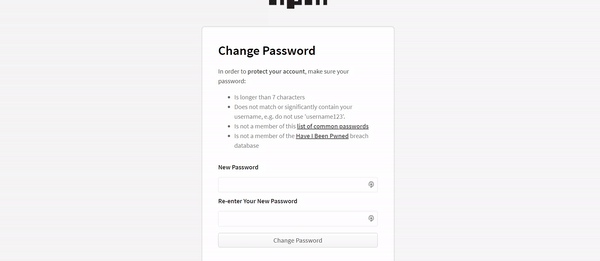 Change Password
In order to protect your account, make sure your
password:
Is longer than 7 characters
Does not match or significantly contain your
username, e.g. do not use 'username123'.
Is not a member of this list of common passwords
Is not a member of the Have I Been Pwned breach
database
New Password
Re-enter Your New Password
Change Password